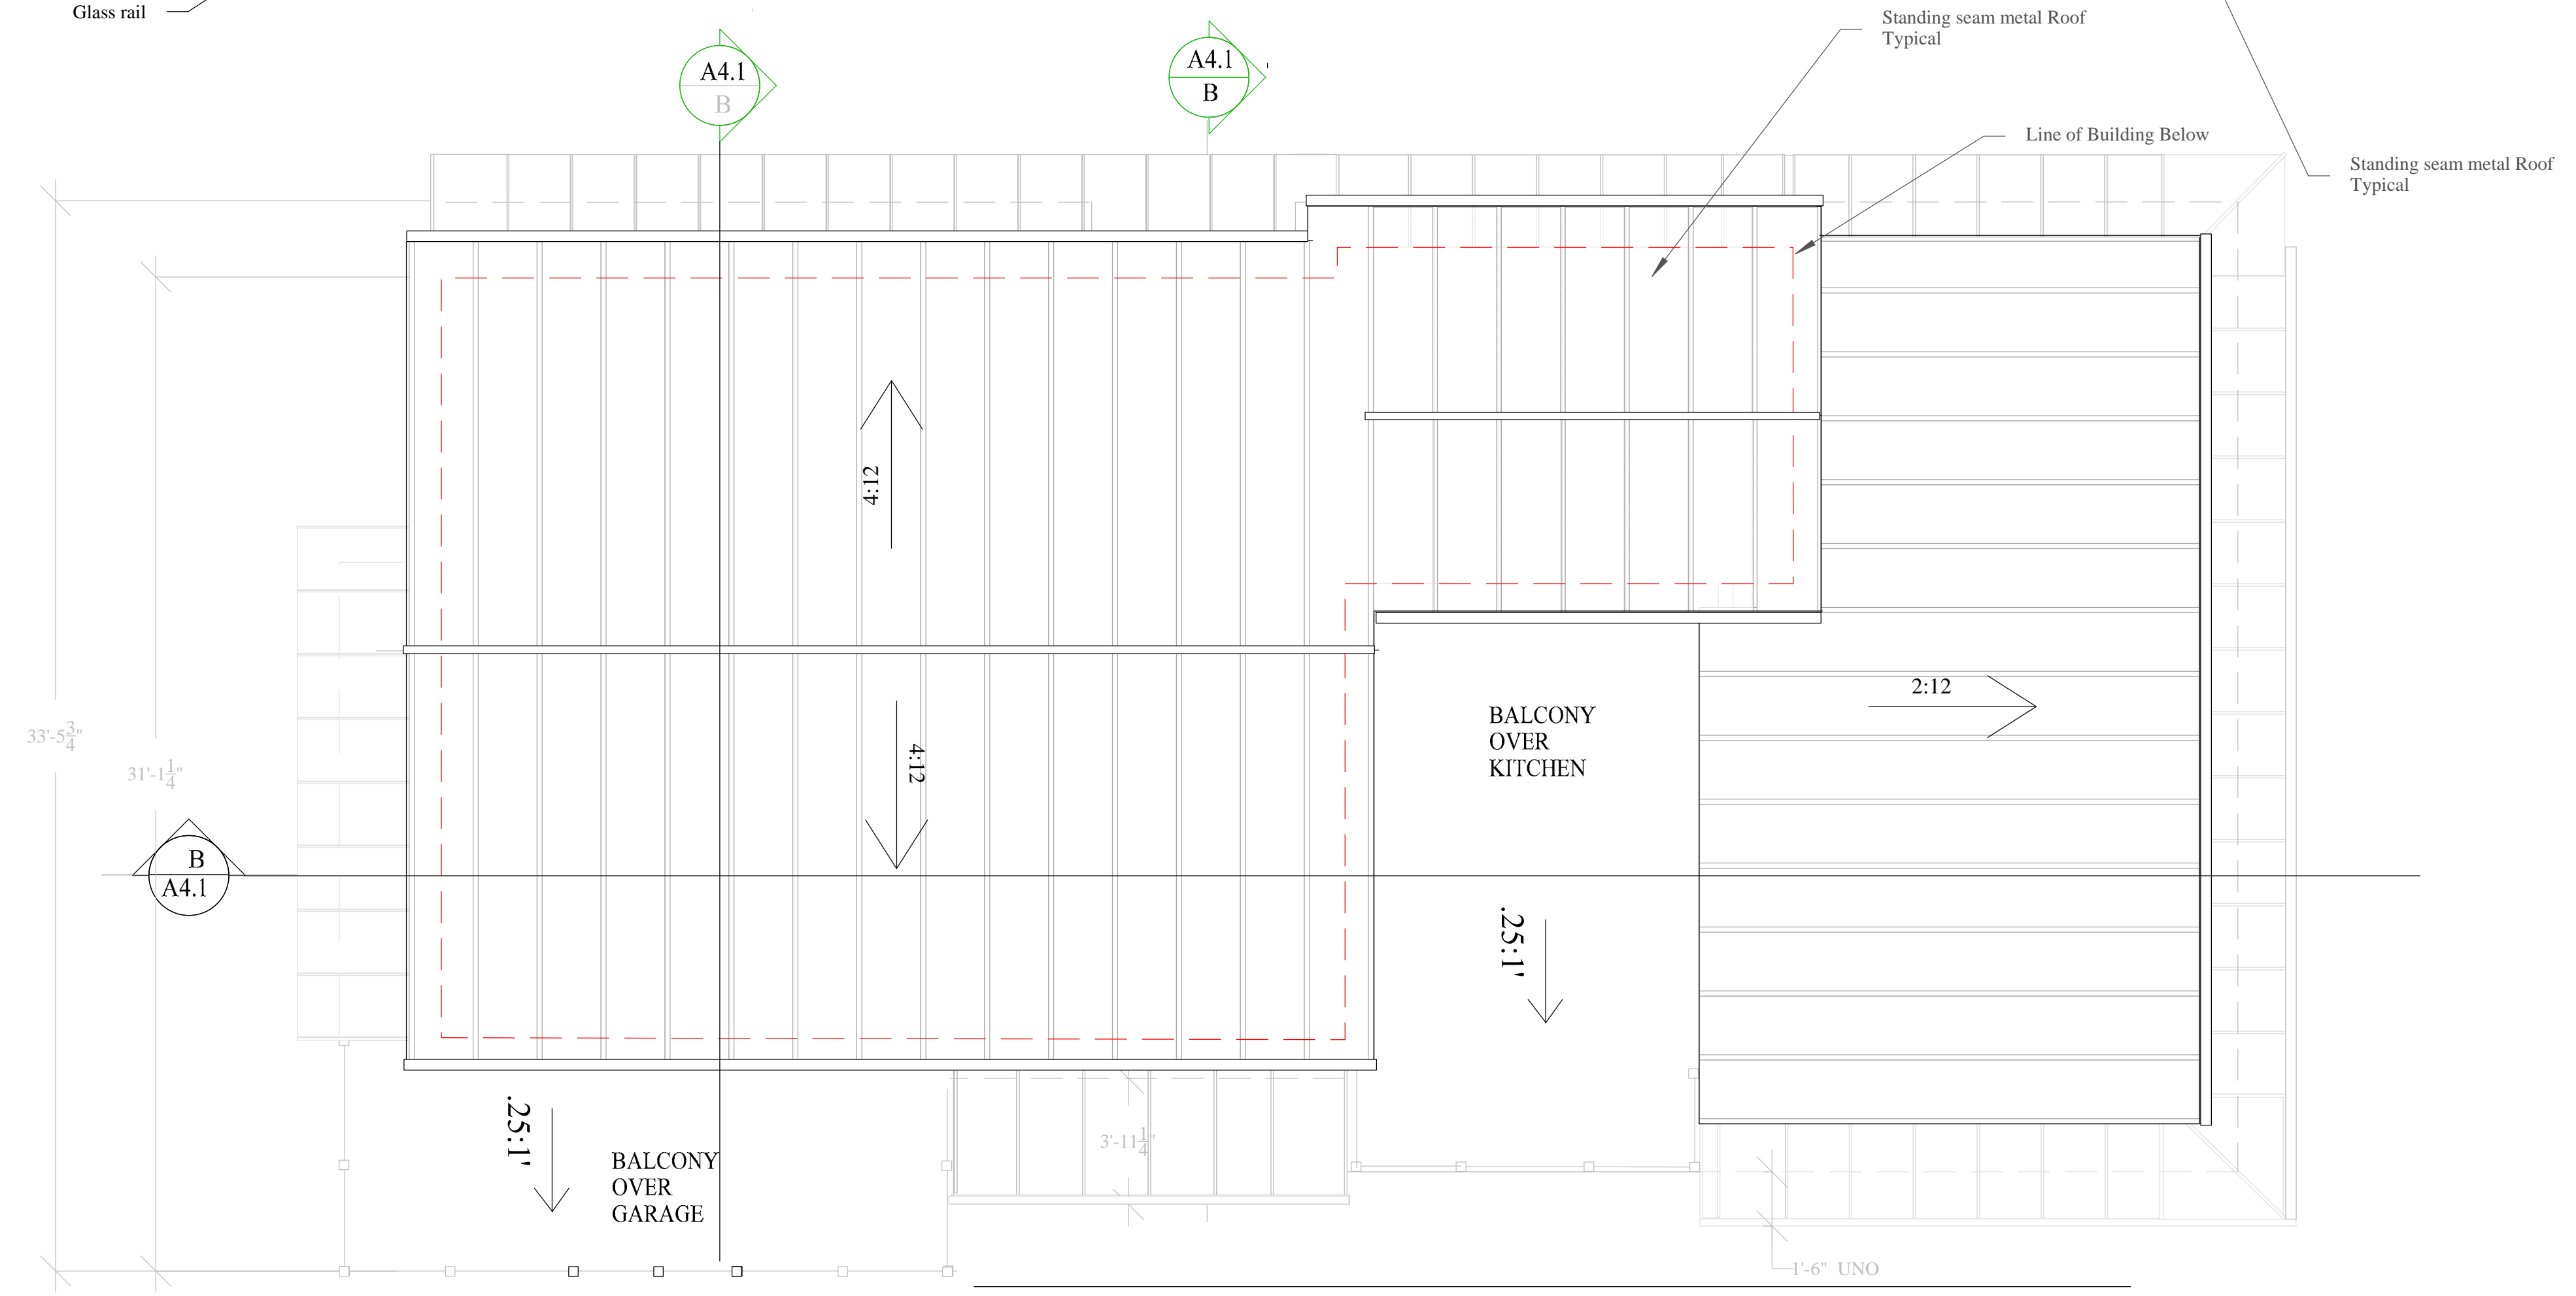 Glass rail
Standing seam metal Roof
Typical
A4.1
B
A4.1
B
Line of Building Below
Standing seam metal Roof
Typical
4:12
33'-5 3/4"
31'-1 1/4"
4:12
BALCONY
OVER
KITCHEN
2:12
B
A4.1
.25:1'
.25:1'
BALCONY
OVER
GARAGE
3'-11 1/4"
1'-6" UNO